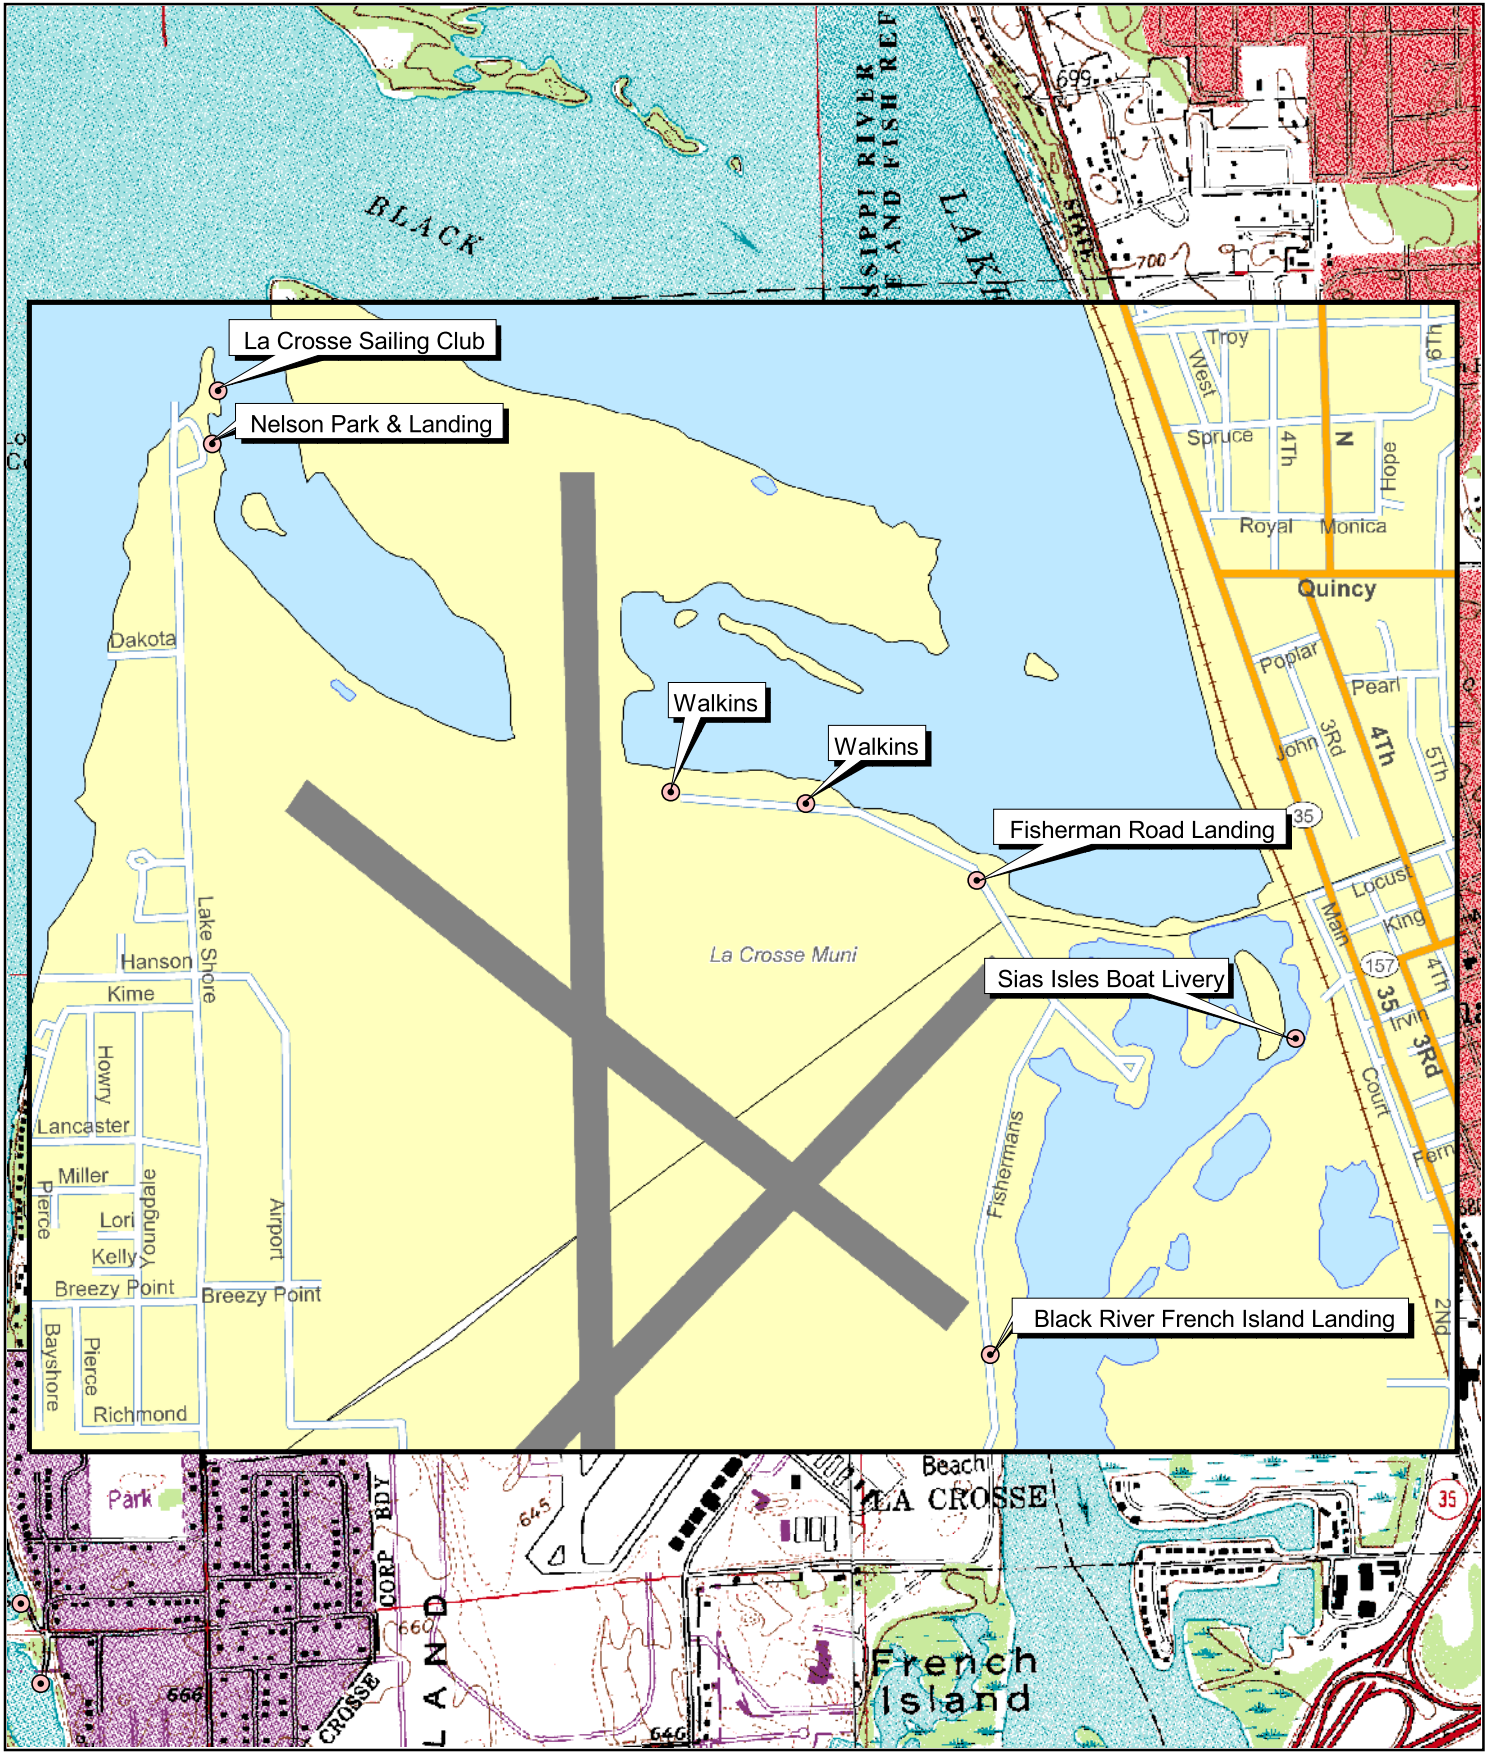 699
BLACK
SSIPPI RIVER
E AND FISH REF
LAKE
STATE
700
La Crosse Sailing Club
Nelson Park & Landing
Troy
West
6Th
Spruce
4Th
N
Hope
Royal
Monica
Quincy
Dakota
Poplar
Pearl
Walkins
Walkins
John
3Rd
4Th
5Th
35
Fisherman Road Landing
Locust
Main
King
Lake Shore
La Crosse Muni
Hanson
Kime
157
4Th
Sias Isles Boat Livery
35
Irvin
3Rd
Howry
Court
Lancaster
Fishermans
Fern
Miller
Pierce
Youngdale
Lori
Airport
Kelly
Breezy Point
Breezy Point
2Nd
Black River French Island Landing
Bayshore
Pierce
Richmond
Park
CORP BDY
645
Beach
LA CROSSE
35
660
LAND
French
Island
666
CROSSE
646